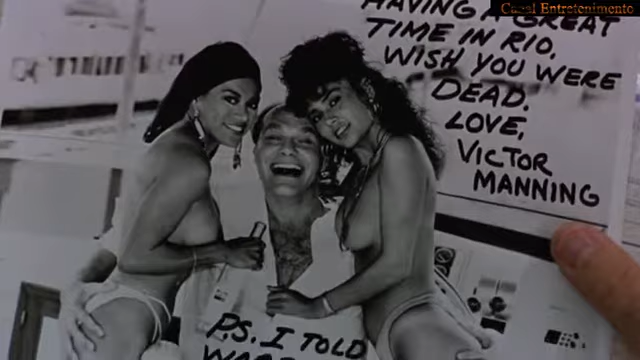 Canal Entretenimento
HAVING A GREAT
TIME IN RIO,
WISH YOU WERE
DEAD.
LOVE,
VICTOR
MANNING
P.S. I TOLD